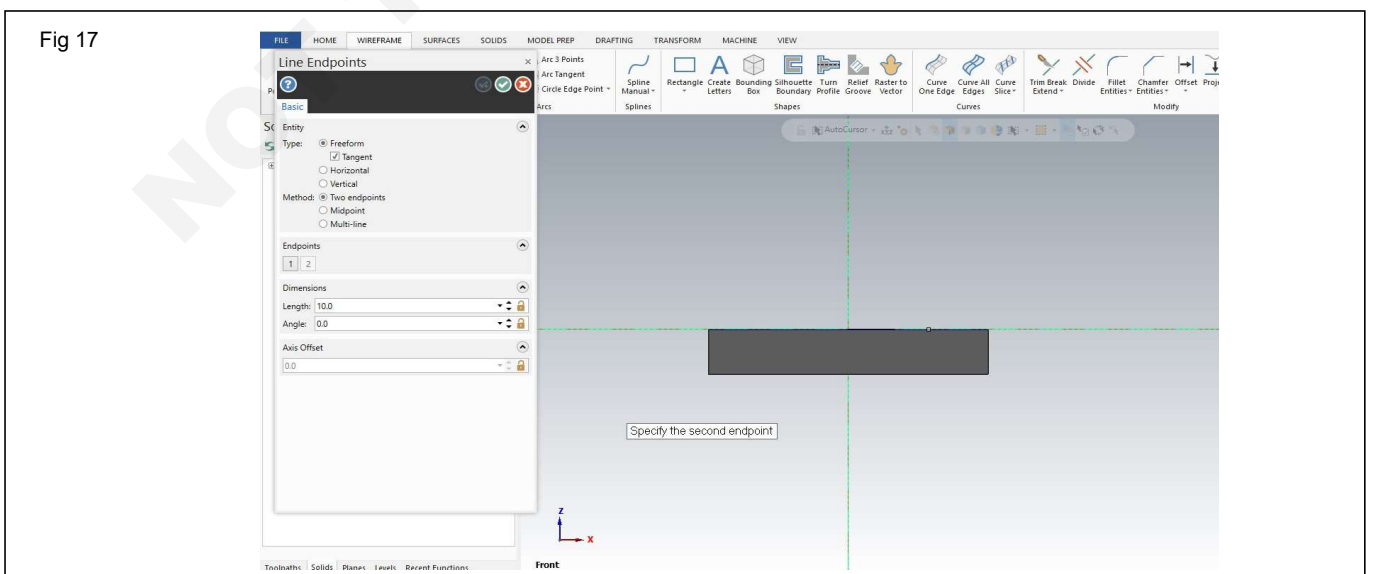 Fig 17
FILE HOME WIREFRAME SURFACES SOLIDS MODEL PREP DRAFTING TRANSFORM MACHINE VIEW
Line Endpoints ×
Arc 3 Points
Arc Tangent
Circle Edge Point
Arcs
Spline Manual
Splines
Rectangle
Create Letters
Bounding Box
Silhouette Boundary
Turn Profile
Relief Groove
Raster to Vector
Shapes
Curve One Edge
Curve All Edges
Curve Slice
Curves
Trim Break Extend
Divide
Fillet Entities
Chamfer Entities
Offset
Proj
Modify
Basic
Entity
Type: Freeform
Tangent
Horizontal
Vertical
Method: Two endpoints
Midpoint
Multi-line
Endpoints
1 2
Dimensions
Length: 10.0
Angle: 0.0
Axis Offset
0.0
AutoCursor
Specify the second endpoint
Z
X
Front
Toolpaths Solids Planes Levels Recent Functions